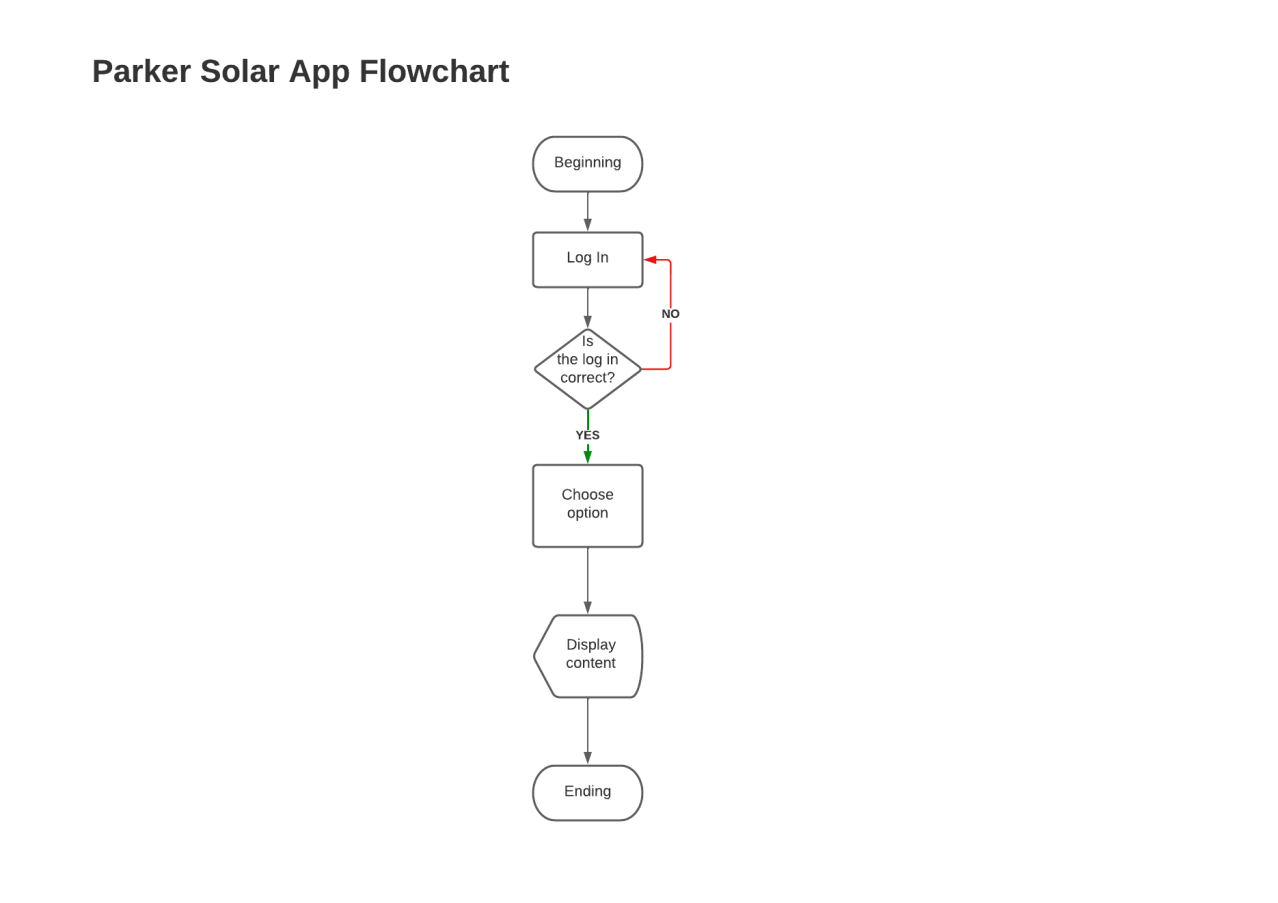 Parker Solar App Flowchart
Beginning
Log In
NO
Is
the log in
correct?
YES
Choose
option
Display
content
Ending